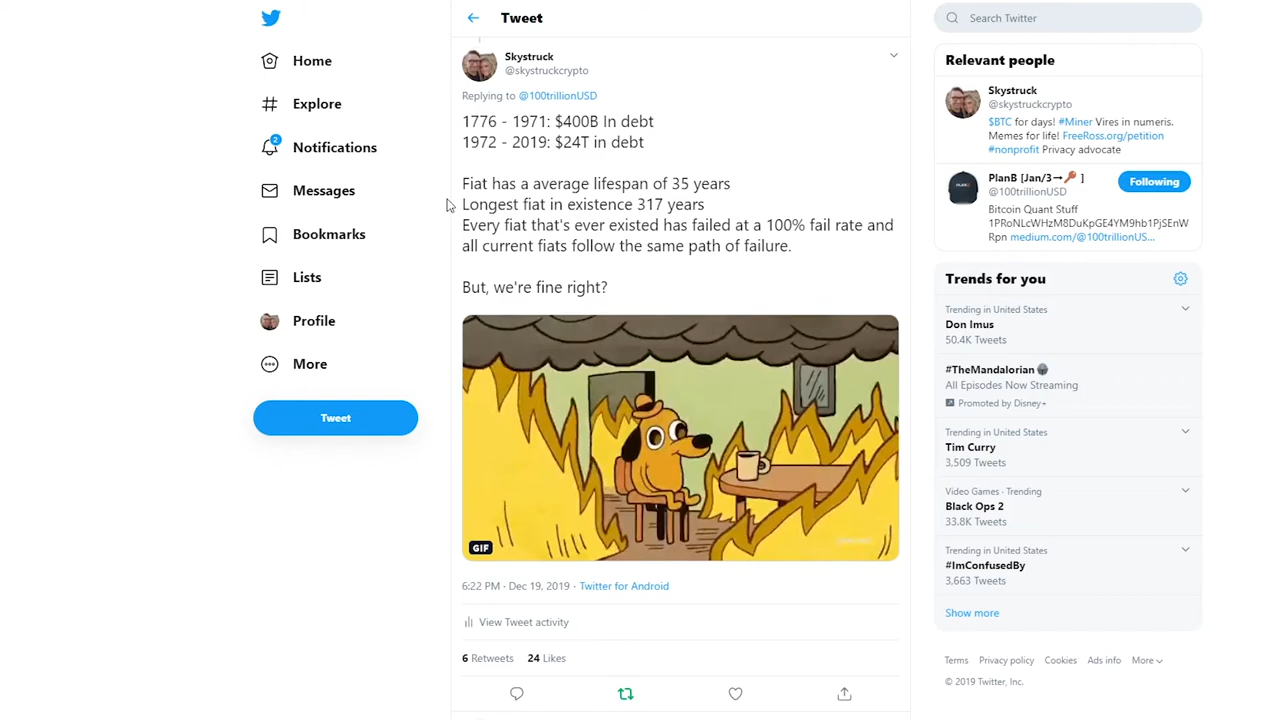 Home
Explore
2
Notifications
Messages
Bookmarks
Lists
Profile
More
Tweet
Tweet
Skystruck
@skystruckcrypto
Replying to @100trillionUSD
1776 - 1971: $400B In debt
1972 - 2019: $24T in debt
Fiat has a average lifespan of 35 years
Longest fiat in existence 317 years
Every fiat that's ever existed has failed at a 100% fail rate and
all current fiats follow the same path of failure.
But, we're fine right?
GIF
6:22 PM · Dec 19, 2019 · Twitter for Android
View Tweet activity
6 Retweets 24 Likes
Search Twitter
Relevant people
Skystruck
@skystruckcrypto
$BTC for days! #Miner Vires in numeris.
Memes for life! FreeRoss.org/petition
#nonprofit Privacy advocate
PlanB [Jan/3→🔑 ]
@100trillionUSD
Following
Bitcoin Quant Stuff
1PRoNLcWHzM8DuKpGE4YM9hb1PjSEnW
Rpn medium.com/@100trillionUS...
Trends for you
Trending in United States
Don Imus
50.4K Tweets
#TheMandalorian
All Episodes Now Streaming
Promoted by Disney+
Trending in United States
Tim Curry
3,509 Tweets
Video Games · Trending
Black Ops 2
33.8K Tweets
Trending in United States
#ImConfusedBy
3,663 Tweets
Show more
Terms Privacy policy Cookies Ads info More
© 2019 Twitter, Inc.